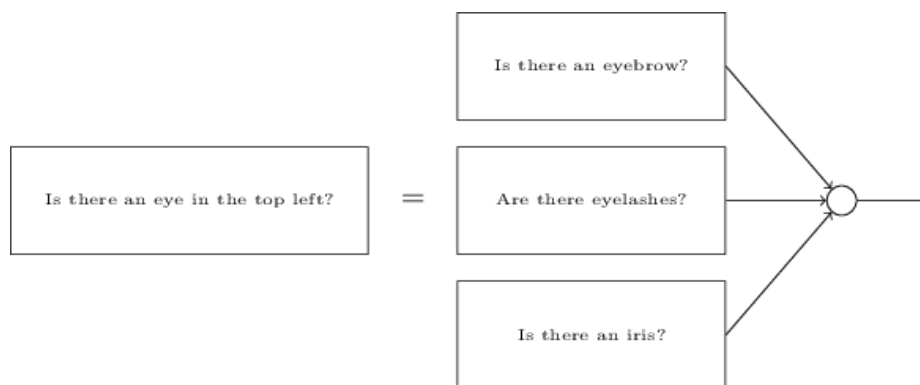 Is there an eyebrow?
Is there an eye in the top left?
=
Are there eyelashes?
Is there an iris?